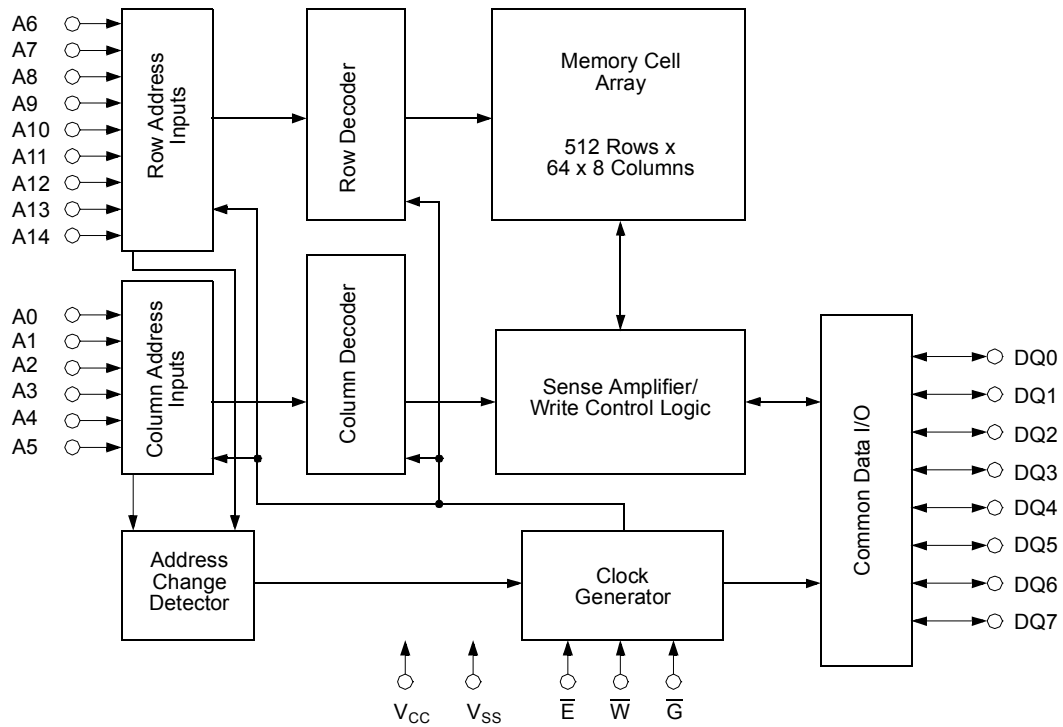 A6
A7
A8
A9
A10
A11
A12
A13
A14
Row Address
Inputs
Row Decoder
Memory Cell
Array
512 Rows x
64 x 8 Columns
A0
A1
A2
A3
A4
A5
Column Address
Inputs
Column Decoder
Sense Amplifier/
Write Control Logic
Common Data I/O
DQ0
DQ1
DQ2
DQ3
DQ4
DQ5
DQ6
DQ7
Address
Change
Detector
Clock
Generator
V_CC
V_SS
E̅
W̅
G̅